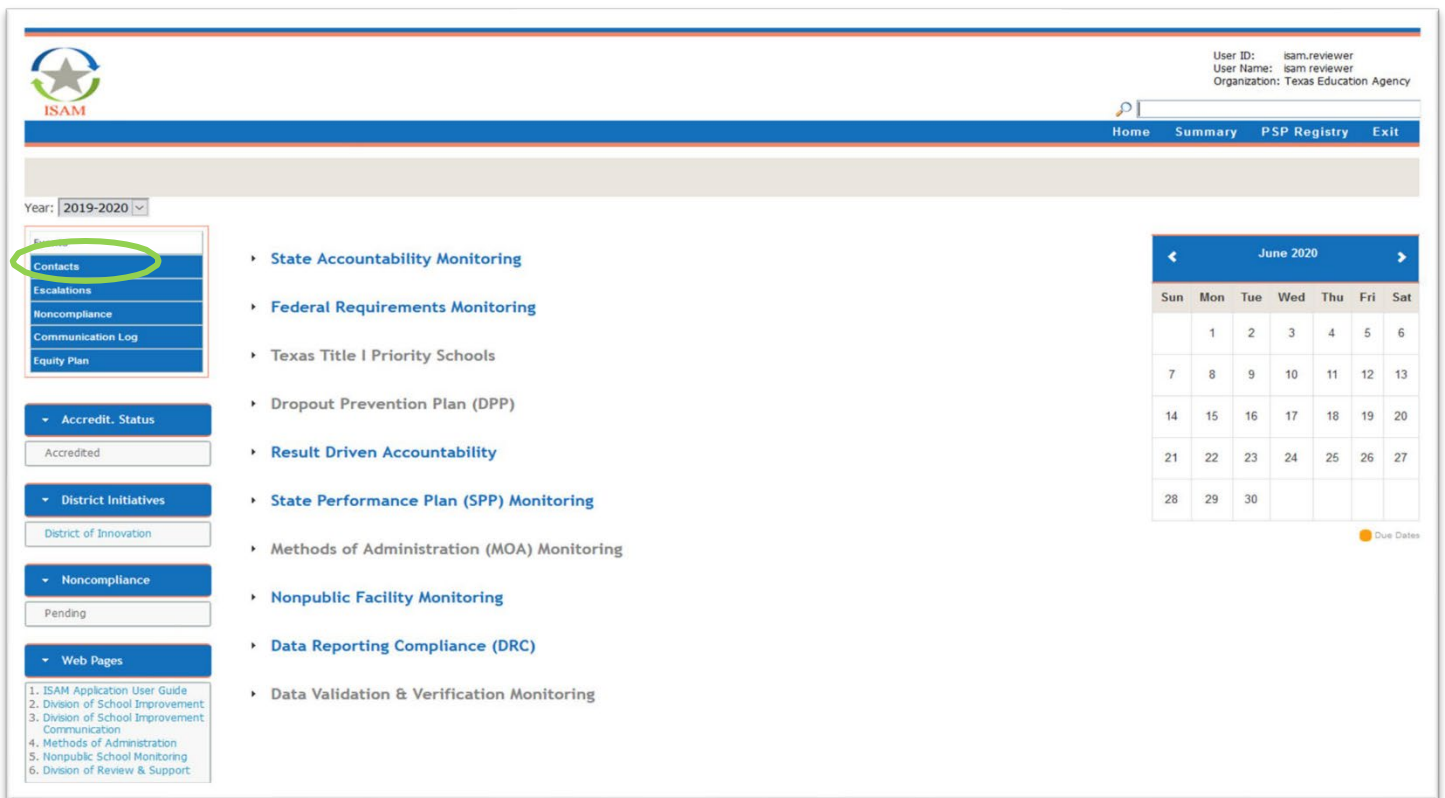 User ID: isam.reviewer
User Name: isam reviewer
Organization: Texas Education Agency
ISAM
Home Summary PSP Registry Exit
Year: 2019-2020
Contacts
Escalations
Noncompliance
Communication Log
Equity Plan
Accredit. Status
Accredited
District Initiatives
District of Innovation
Noncompliance
Pending
Web Pages
1. ISAM Application User Guide
2. Division of School Improvement
3. Division of School Improvement
Communication
4. Methods of Administration
5. Nonpublic School Monitoring
6. Division of Review & Support
State Accountability Monitoring
Federal Requirements Monitoring
Texas Title I Priority Schools
Dropout Prevention Plan (DPP)
Result Driven Accountability
State Performance Plan (SPP) Monitoring
Methods of Administration (MOA) Monitoring
Nonpublic Facility Monitoring
Data Reporting Compliance (DRC)
Data Validation & Verification Monitoring
June 2020
Sun Mon Tue Wed Thu Fri Sat
1 2 3 4 5 6
7 8 9 10 11 12 13
14 15 16 17 18 19 20
21 22 23 24 25 26 27
28 29 30
Due Dates